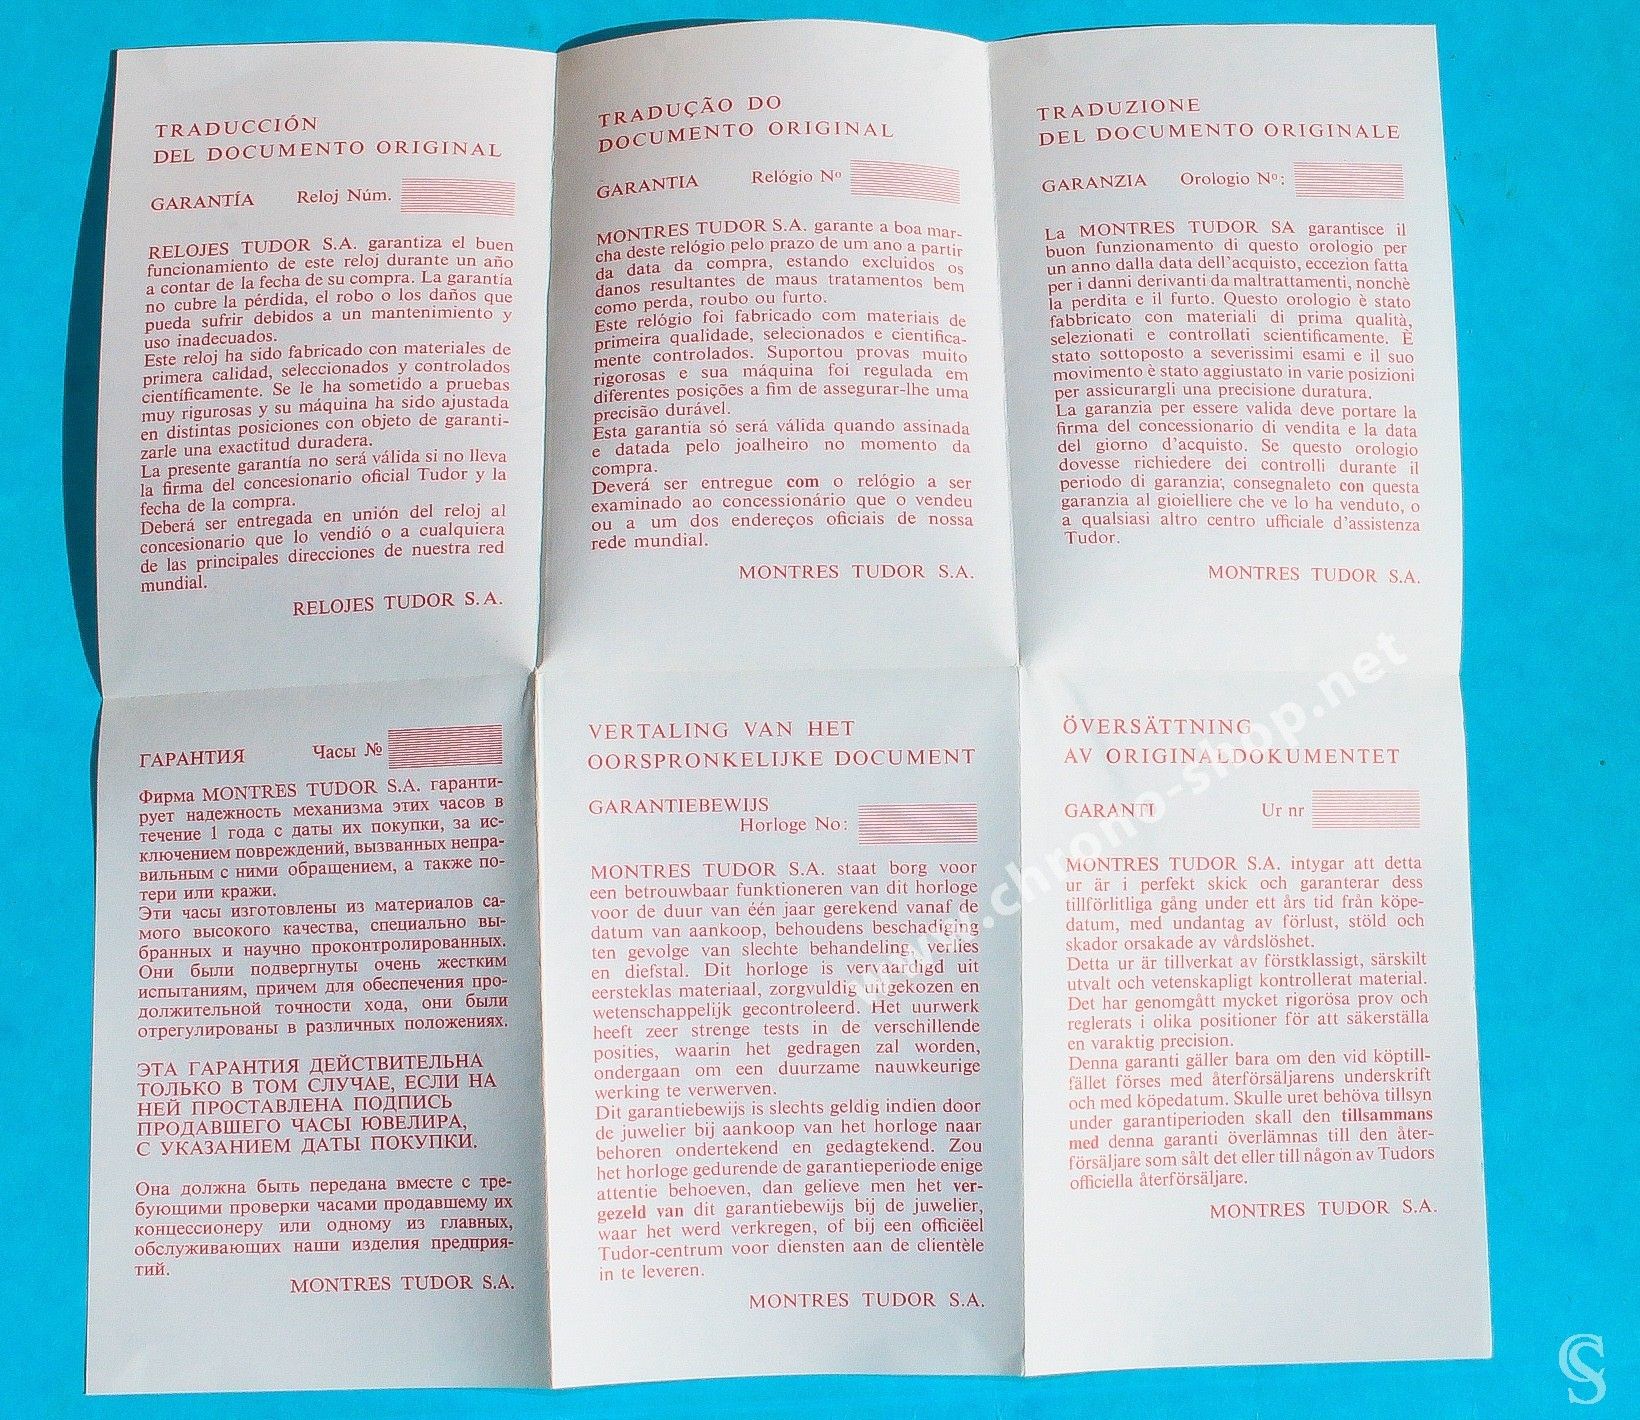 TRADUCCIÓN
DEL DOCUMENTO ORIGINAL
GARANTÍA Reloj Núm.
RELOJES TUDOR S.A. garantiza el buen
funcionamiento de este reloj durante un año
a contar de la fecha de su compra. La garantía
no cubre la pérdida, el robo o los daños que
pueda sufrir debidos a un mantenimiento y
uso inadecuados.
Este reloj ha sido fabricado con materiales de
primera calidad, seleccionados y controlados
científicamente. Se le ha sometido a pruebas
muy rigurosas y su máquina ha sido ajustada
en distintas posiciones con objeto de garanti-
zarle una exactitud duradera.
La presente garantía no será válida si no lleva
la firma del concesionario oficial Tudor y la
fecha de la compra.
Deberá ser entregada en unión del reloj al
concesionario que lo vendió o a cualquiera
de las principales direcciones de nuestra red
mundial.
RELOJES TUDOR S.A.
TRADUÇÃO DO
DOCUMENTO ORIGINAL
GARANTIA Relógio Nº
MONTRES TUDOR S.A. garante a boa mar-
cha deste relógio pelo prazo de um ano a partir
da data da compra, estando excluidos os
danos resultantes de maus tratamentos bem
como perda, roubo ou furto.
Este relógio foi fabricado com materiais de
primeira qualidade, selecionados e cientifica-
mente controlados. Suportou provas muito
rigorosas e sua máquina foi regulada em
diferentes posições a fim de assegurar-lhe uma
precisão durável.
Esta garantia só será válida quando assinada
e datada pelo joalheiro no momento da
compra.
Deverá ser entregue com o relógio a ser
examinado ao concessionário que o vendeu
ou a um dos endereços oficiais de nossa
rede mundial.
MONTRES TUDOR S.A.
TRADUZIONE
DEL DOCUMENTO ORIGINALE
GARANZIA Orologio Nº:
La MONTRES TUDOR SA garantisce il
buon funzionamento di questo orologio per
un anno dalla data dell'acquisto, eccezion fatta
per i danni derivanti da maltrattamenti, nonchè
la perdita e il furto. Questo orologio è stato
fabbricato con materiali di prima qualità,
selezionati e controllati scientificamente. È
stato sottoposto a severissimi esami e il suo
movimento è stato aggiustato in varie posizioni
per assicurargli una precisione duratura.
La garanzia per essere valida deve portare la
firma del concessionario di vendita e la data
del giorno d'acquisto. Se questo orologio
dovesse richiedere dei controlli durante il
periodo di garanzia, consegnatelo con questa
garanzia al gioielliere che ve lo ha venduto, o
a qualsiasi altro centro ufficiale d'assistenza
Tudor.
MONTRES TUDOR S.A.
ГАРАНТИЯ Часы №
Фирма MONTRES TUDOR S.A. гаранти-
рует надежность механизма этих часов в
течение 1 года с даты их покупки, за ис-
ключением повреждений, вызванных непра-
вильным с ними обращением, а также по-
тери или кражи.
Эти часы изготовлены из материалов са-
мого высокого качества, специально вы-
бранных и научно проконтролированных.
Они были подвергнуты очень жестким
испытаниям, причем для обеспечения про-
должительной точности хода, они были
отрегулированы в различных положениях.
ЭТА ГАРАНТИЯ ДЕЙСТВИТЕЛЬНА
ТОЛЬКО В ТОМ СЛУЧАЕ, ЕСЛИ НА
НЕЙ ПРОСТАВЛЕНА ПОДПИСЬ
ПРОДАВШЕГО ЧАСЫ ЮВЕЛИРА,
С УКАЗАНИЕМ ДАТЫ ПОКУПКИ.
Она должна быть передана вместе с тре-
бующими проверки часами продавшему их
концессионеру или одному из главных,
обслуживающих наши изделия предприя-
тий.
MONTRES TUDOR S.A.
VERTALING VAN HET
OORSPRONKELIJKE DOCUMENT
GARANTIEBEWIJS
Horloge No:
MONTRES TUDOR S.A. staat borg voor
een betrouwbaar funktioneren van dit horloge
voor de duur van één jaar gerekend vanaf de
datum van aankoop, behoudens beschadiging
ten gevolge van slechte behandeling, verlies
en diefstal. Dit horloge is vervaardigd uit
eersteklas materiaal, zorgvuldig uitgekozen en
wetenschappelijk gecontroleerd. Het uurwerk
heeft zeer strenge tests in de verschillende
posities, waarin het gedragen zal worden,
ondergaan om een duurzame nauwkeurige
werking te verwerven.
Dit garantiebewijs is slechts geldig indien door
de juwelier bij aankoop van het horloge naar
behoren ondertekend en gedagtekend. Zou
het horloge gedurende de garantieperiode enige
attentie behoeven, dan gelieve men het ver-
gezeld van dit garantiebewijs bij de juwelier,
waar het werd verkregen, of bij een officiëel
Tudor-centrum voor diensten aan de clientèle
in te leveren.
MONTRES TUDOR S.A.
ÖVERSÄTTNING
AV ORIGINALDOKUMENTET
GARANTI Ur nr
MONTRES TUDOR S.A. intygar att detta
ur är i perfekt skick och garanterar dess
tillförlitliga gång under ett års tid från köpe-
datum, med undantag av förlust, stöld och
skador orsakade av vårdslöshet.
Detta ur är tillverkat av förstklassigt, särskilt
utvalt och vetenskapligt kontrollerat material.
Det har genomgått mycket rigorösa prov och
reglerats i olika positioner för att säkerställa
en varaktig precision.
Denna garanti gäller bara om den vid köptill-
fället förses med återförsäljarens underskrift
och med köpedatum. Skulle uret behöva tillsyn
under garantiperioden skall den tillsammans
med denna garanti överlämnas till den åter-
försäljare som sålt det eller till någon av Tudors
officiella återförsäljare.
MONTRES TUDOR S.A.
www.chrono-shop.net